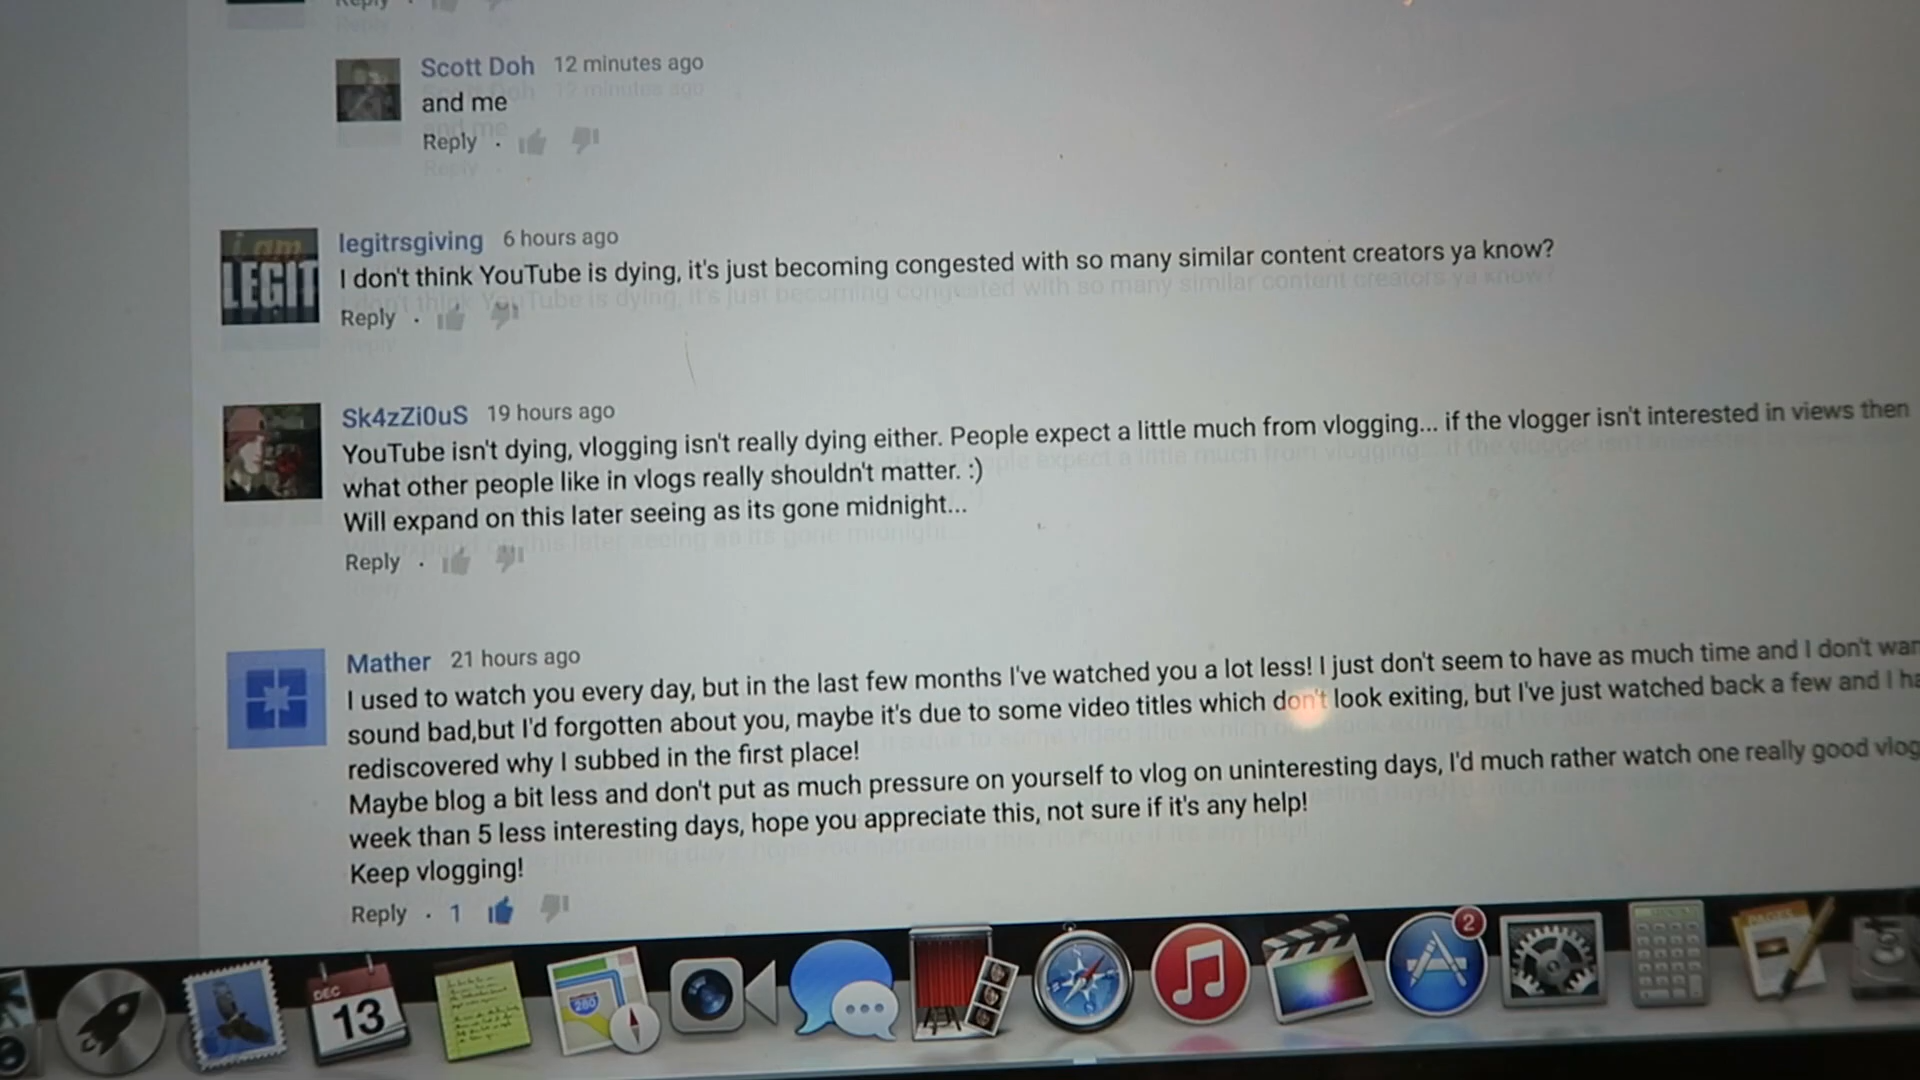 Reply
Scott Doh 12 minutes ago
and me
Reply
i am
LEGIT
legitrsgiving 6 hours ago
I don't think YouTube is dying, it's just becoming congested with so many similar content creators ya know?
Reply
Sk4zZi0uS 19 hours ago
YouTube isn't dying, vlogging isn't really dying either. People expect a little much from vlogging... if the vlogger isn't interested in views then
what other people like in vlogs really shouldn't matter. :)
Will expand on this later seeing as its gone midnight...
Reply
Mather 21 hours ago
I used to watch you every day, but in the last few months I've watched you a lot less! I just don't seem to have as much time and I don't
sound bad,but I'd forgotten about you, maybe it's due to some video titles which don't look exiting, but I've just watched back a few and I
rediscovered why I subbed in the first place!
Maybe blog a bit less and don't put as much pressure on yourself to vlog on uninteresting days, I'd much rather watch one really good vlog
week than 5 less interesting days, hope you appreciate this, not sure if it's any help!
Keep vlogging!
Reply · 1
DEC
13
280
2
PAGES